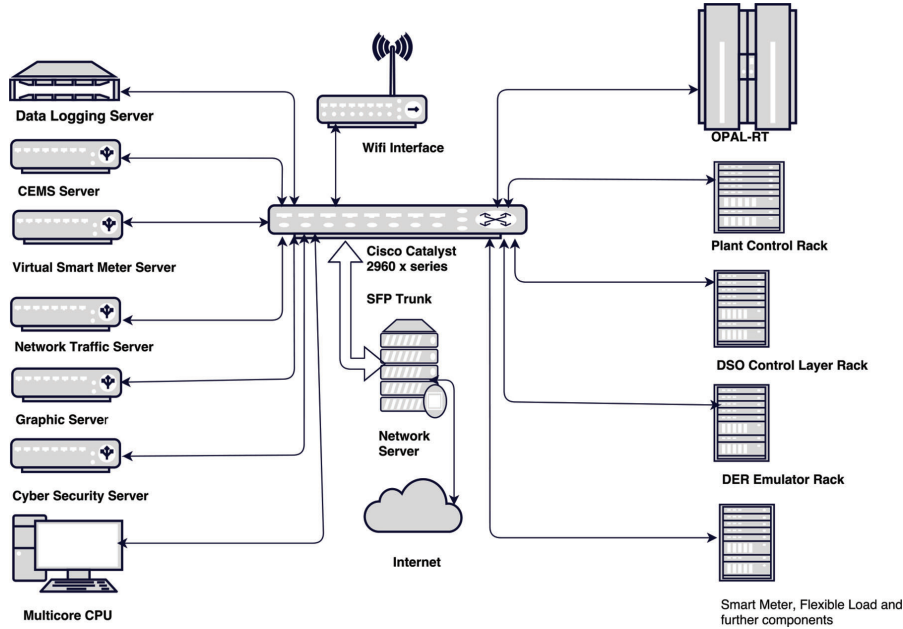 Data Logging Server
CEMS Server
Virtual Smart Meter Server
Network Traffic Server
Graphic Server
Cyber Security Server
Multicore CPU
Wifi Interface
Cisco Catalyst
2960 x series
SFP Trunk
Network
Server
Internet
OPAL-RT
Plant Control Rack
DSO Control Layer Rack
DER Emulator Rack
Smart Meter, Flexible Load and
further components